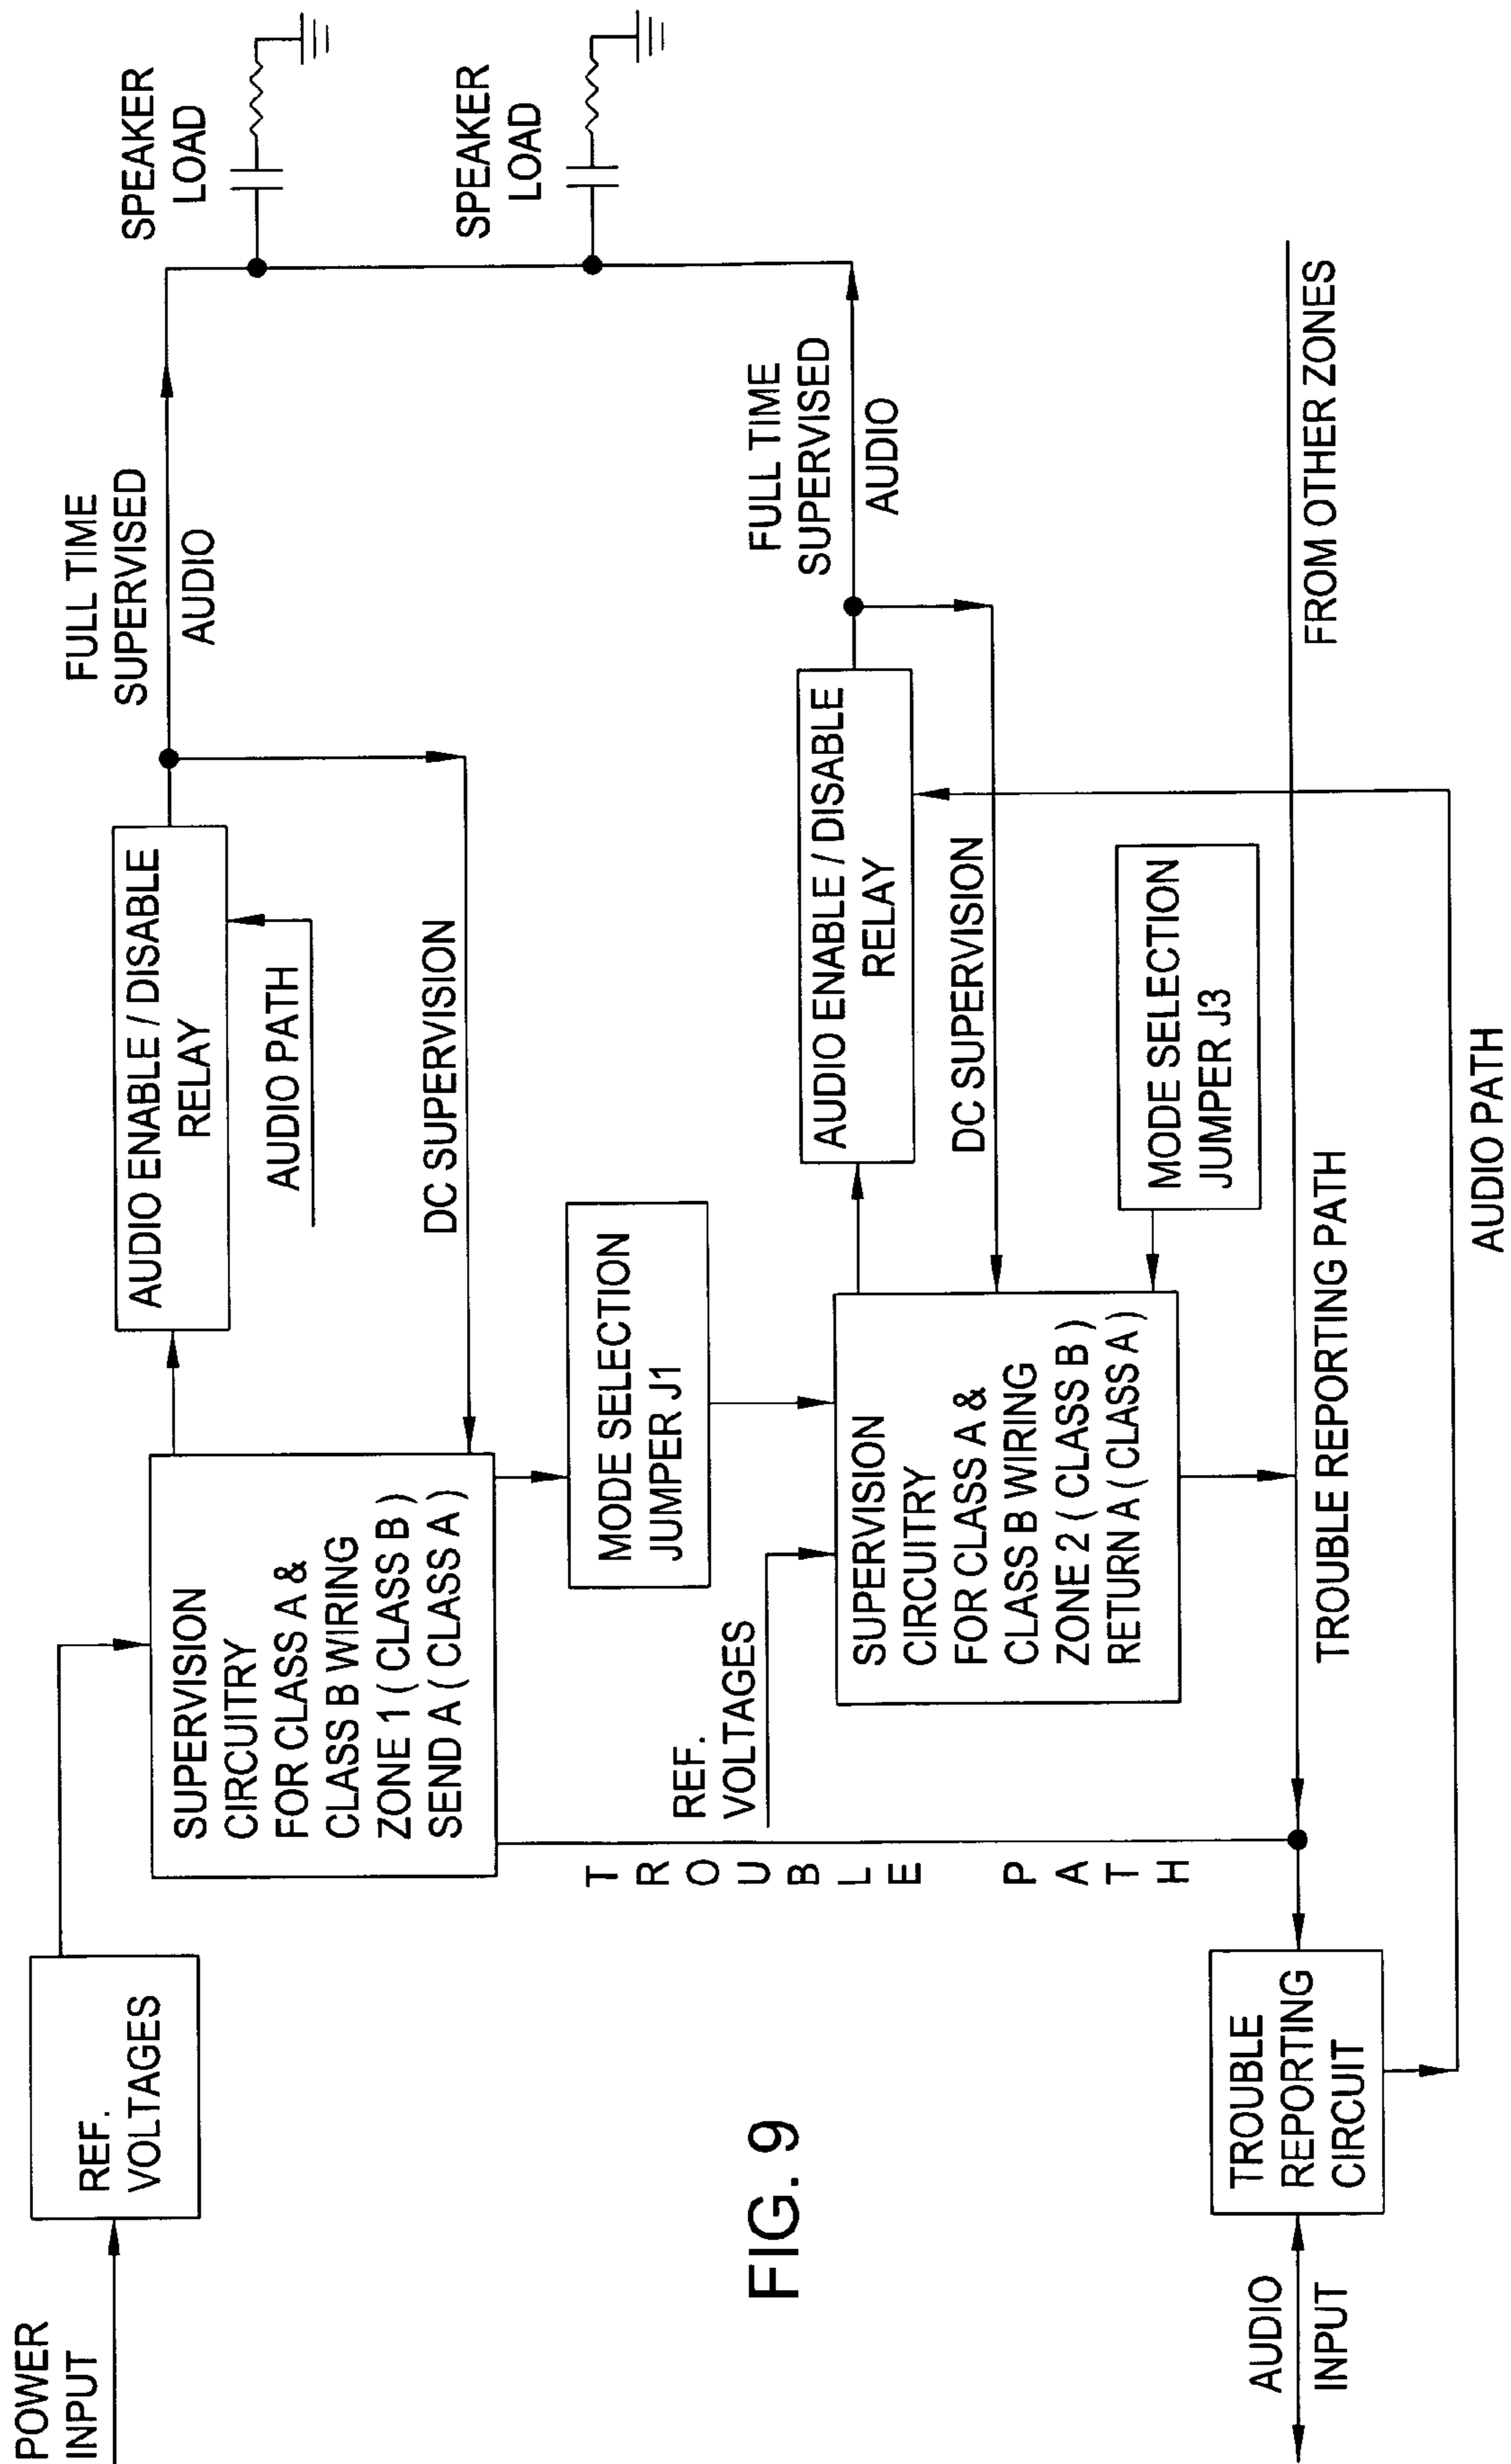 POWER
INPUT
REF.
VOLTAGES
SUPERVISION
CIRCUITRY
FOR CLASS A &
CLASS B WIRING
ZONE 1 ( CLASS B )
SEND A ( CLASS A )
AUDIO ENABLE / DISABLE
RELAY
AUDIO PATH
DC SUPERVISION
FULL TIME
SUPERVISED
AUDIO
SPEAKER
LOAD
SPEAKER
LOAD
MODE SELECTION
JUMPER J1
REF.
VOLTAGES
SUPERVISION
CIRCUITRY
FOR CLASS A &
CLASS B WIRING
ZONE 2 ( CLASS B )
RETURN A ( CLASS A )
AUDIO ENABLE / DISABLE
RELAY
DC SUPERVISION
FULL TIME
SUPERVISED
AUDIO
MODE SELECTION
JUMPER J3
TROUBLE PATH
FROM OTHER ZONES
TROUBLE REPORTING PATH
AUDIO
INPUT
TROUBLE
REPORTING
CIRCUIT
AUDIO PATH
FIG. 9